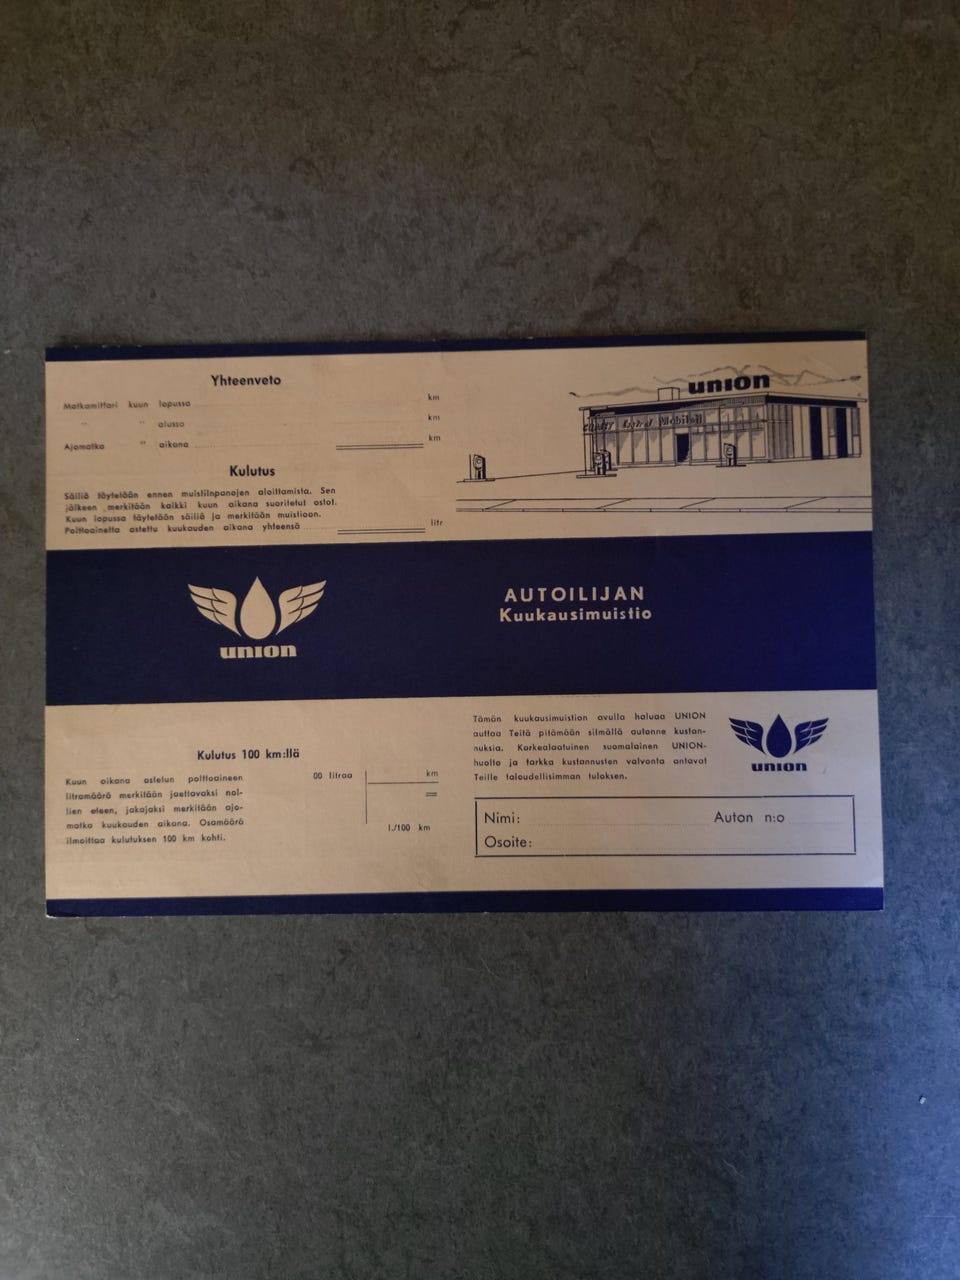 Yhteenveto
Matkamittari kuun lopussa km
" " alussa km
Ajomatka " aikana km
Kulutus
Säiliö täytetään ennen muistiinpanojen aloittamista. Sen
jälkeen merkitään kaikki kuun aikana suoritetut ostot.
Kuun lopussa täytetään säiliö ja merkitään muistioon.
Polttoainetta ostettu kuukauden aikana yhteensä litr
union
Kulutus 100 km:llä
Kuun aikana ostetun polttoaineen
litramäärä merkitään jaettavaksi nol-
lien eteen, jakajaksi merkitään ajo-
matka kuukauden aikana. Osamäärä
ilmoittaa kulutuksen 100 km kohti.
00 litraa km
l./100 km
union
Mobiloil
AUTOILIJAN
Kuukausimuistio
Tämän kuukausimuistion avulla haluaa UNION
auttaa Teitä pitämään silmällä autonne kustan-
nuksia. Korkealaatuinen suomalainen UNION-
huolto ja tarkka kustannusten valvonta antavat
Teille taloudellisimman tuloksen.
union
Nimi: Auton n:o
Osoite: